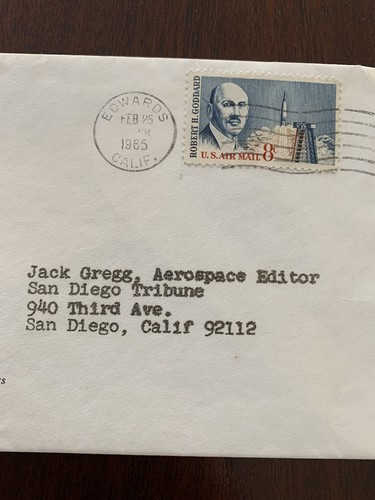 EDWARDS
FEB 25
PM
1965
CALIF.
ROBERT H. GODDARD
U.S. AIR MAIL 8c
Jack Gregg, Aerospace Editor
San Diego Tribune
940 Third Ave.
San Diego, Calif 92112